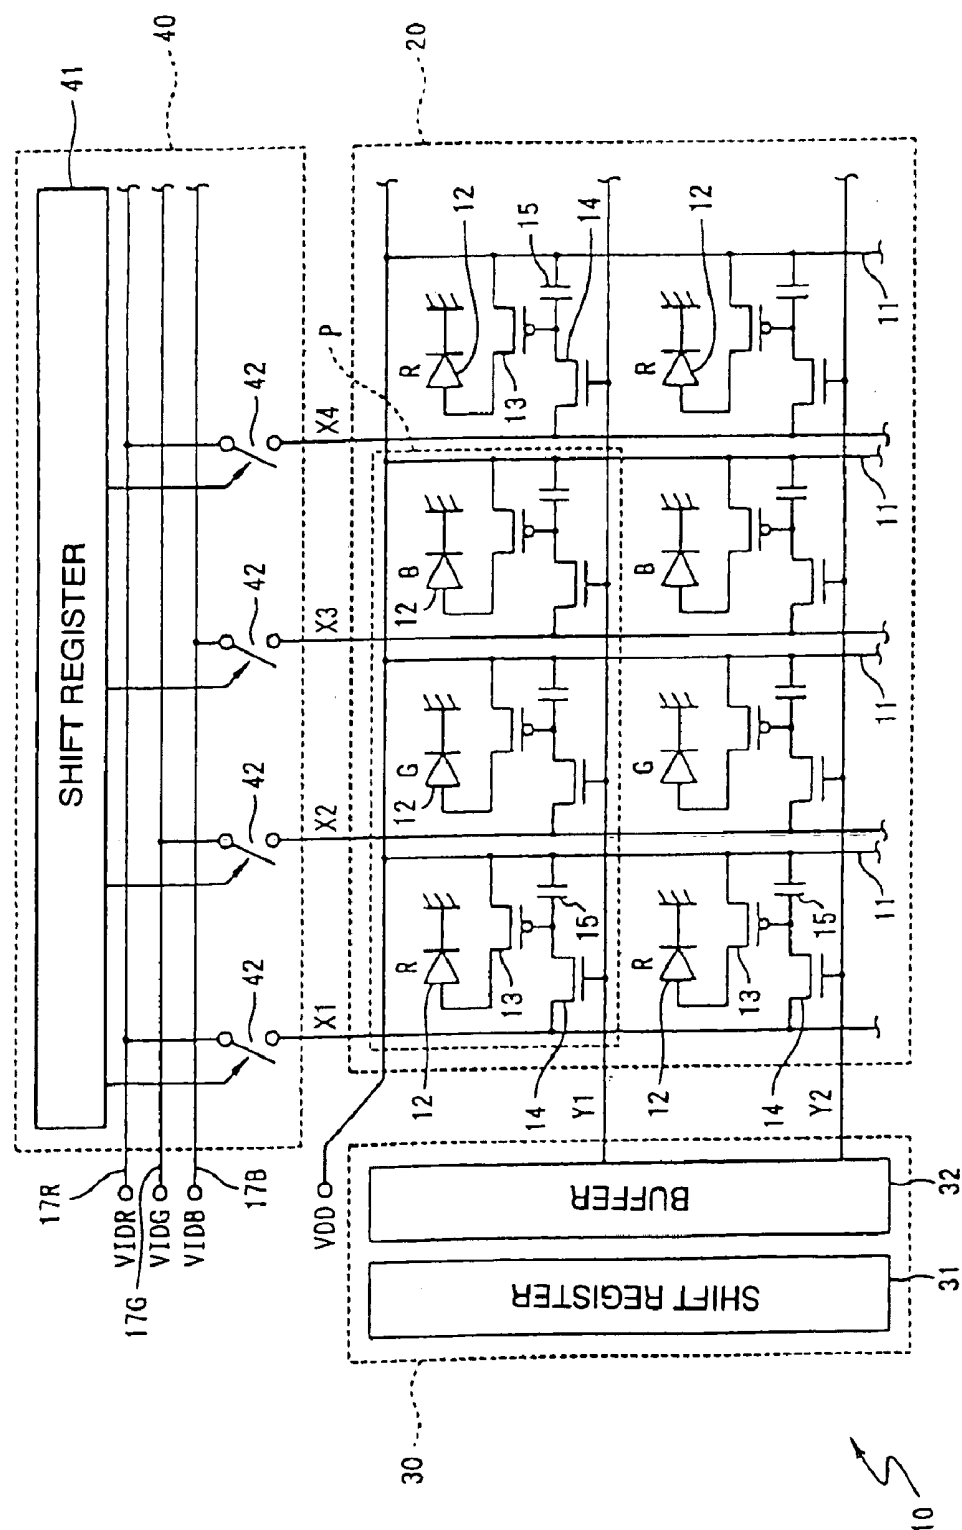 40
41
SHIFT REGISTER
17R
VIDR
VIDG
17G
VIDB
17B
42
42
42
42
X1
X2
X3
X4
P
20
VDD
R
G
B
R
12
12
12
12
13
13
15
15
14
14
Y1
R
G
B
R
12
12
13
15
14
Y2
11
11
11
11
BUFFER
32
SHIFT REGISTER
31
30
10